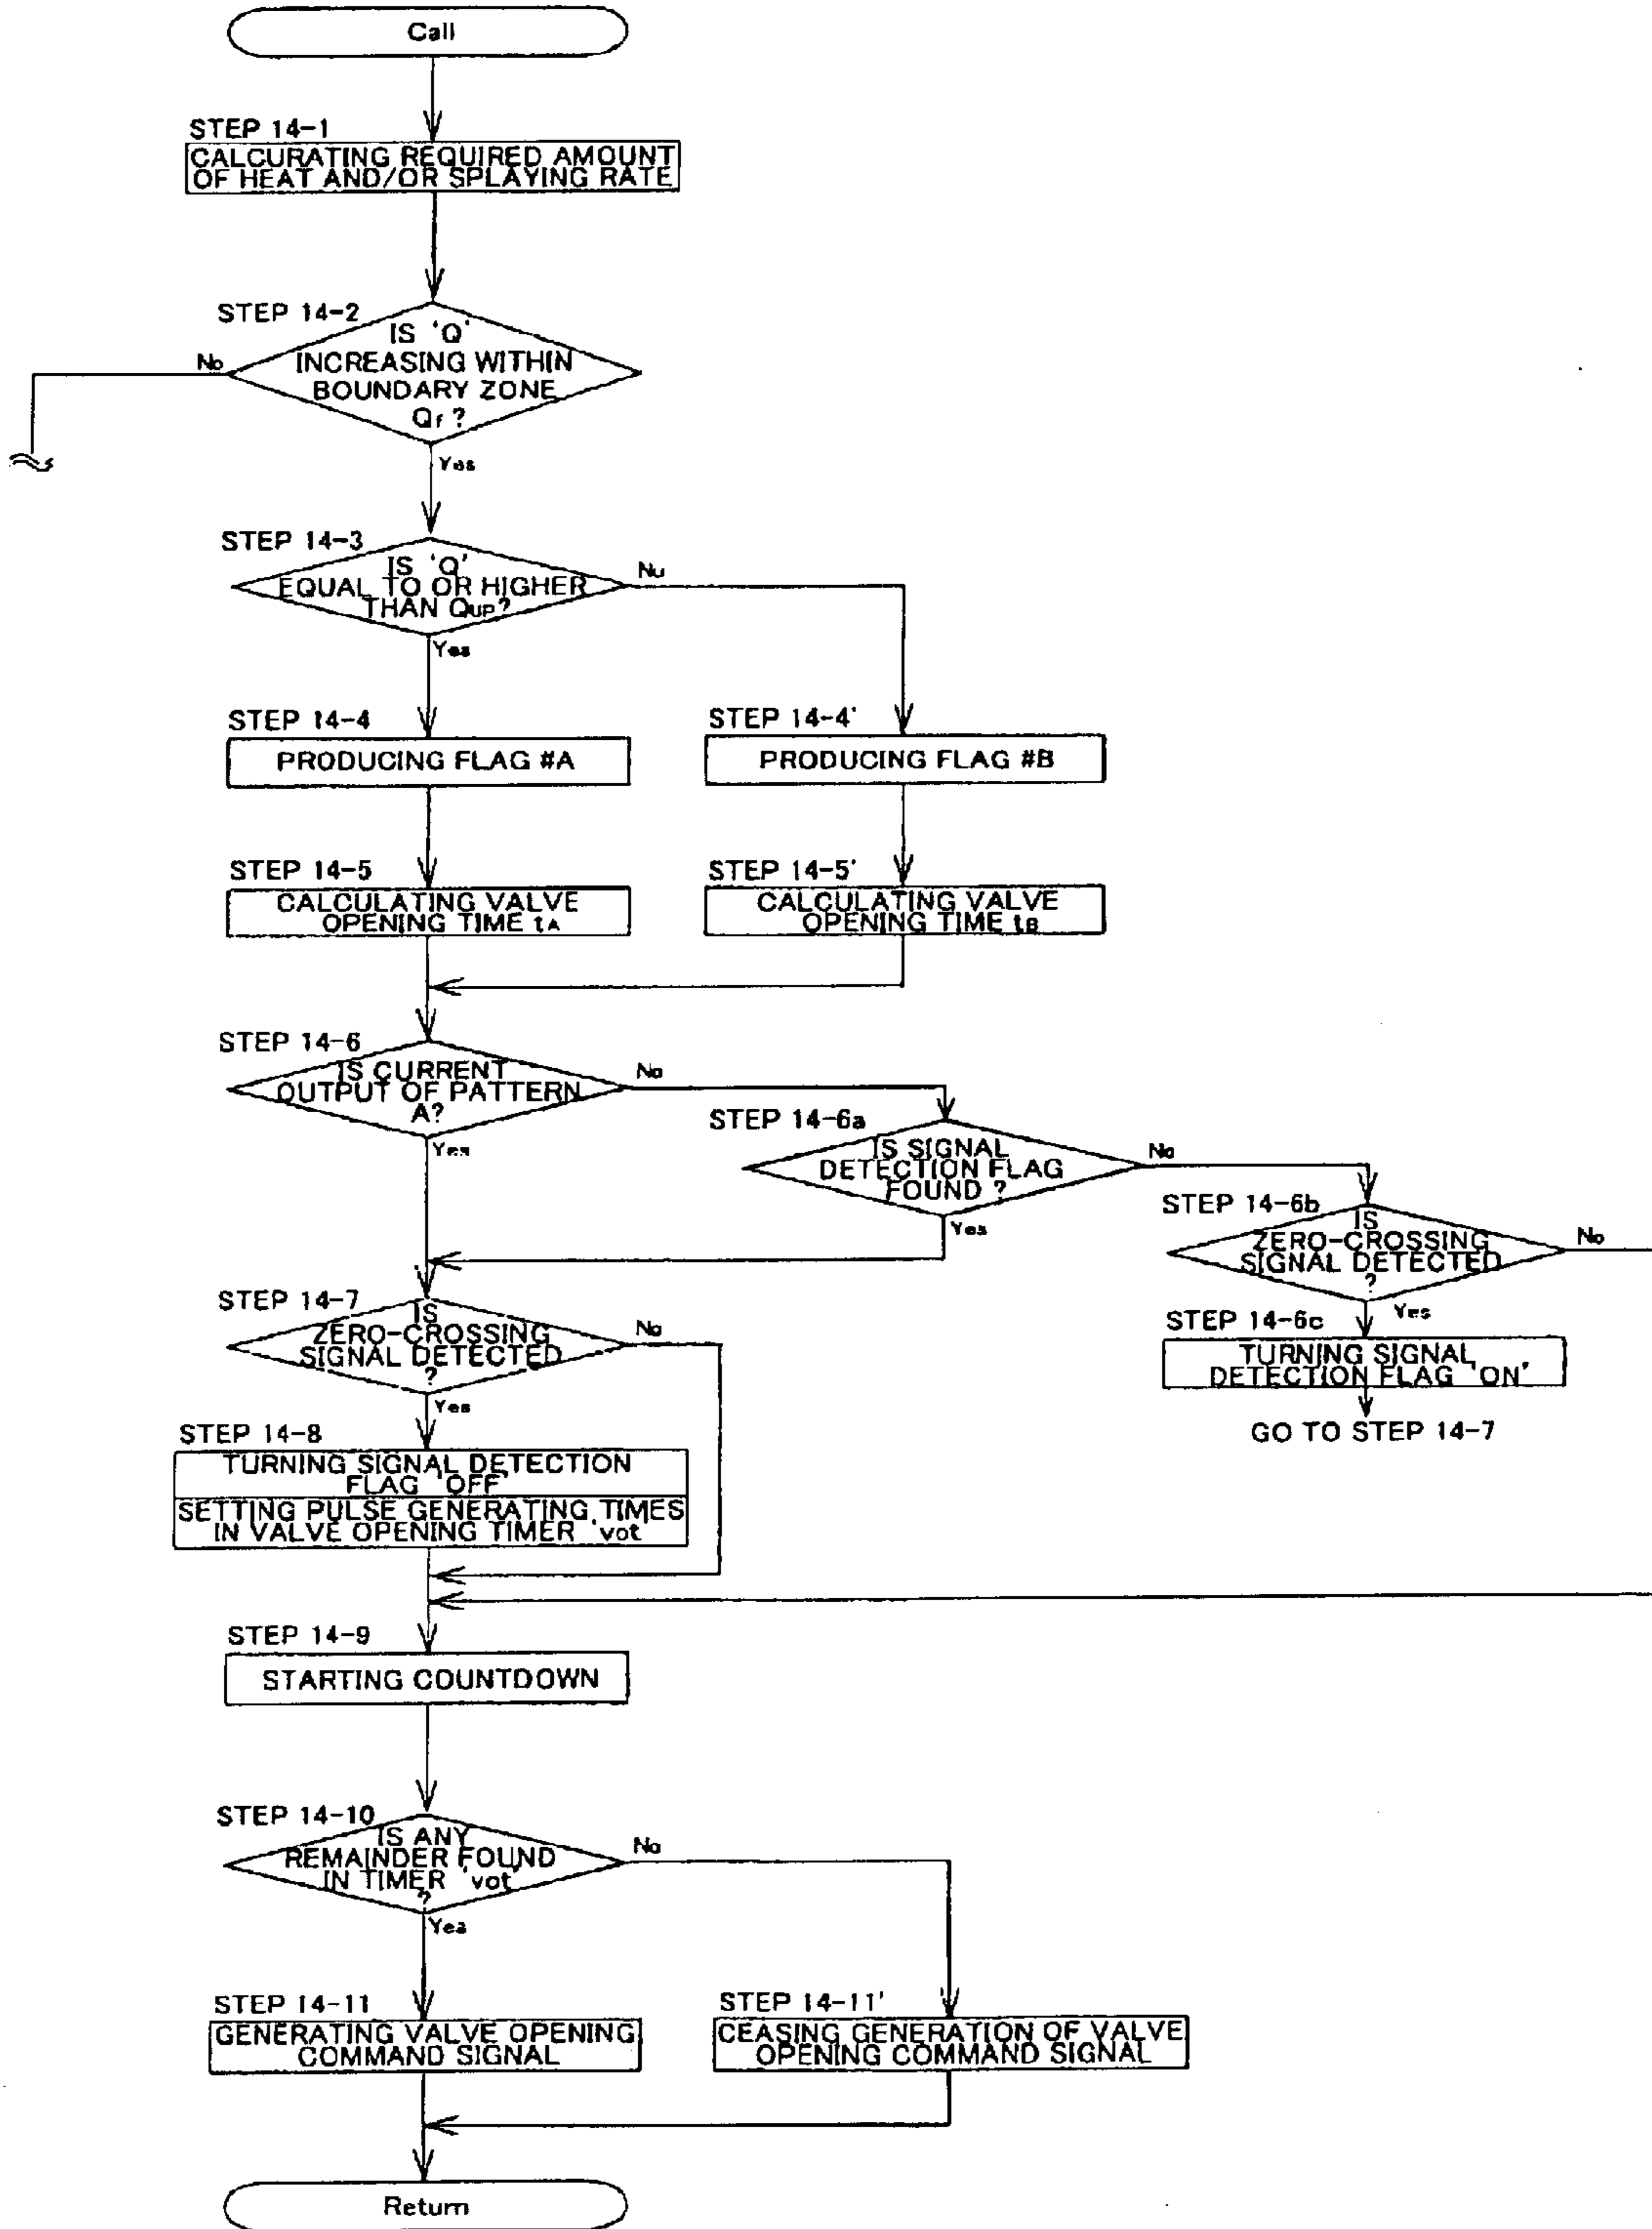 Call
STEP 14-1
CALCURATING REQUIRED AMOUNT
OF HEAT AND/OR SPLAYING RATE
STEP 14-2
IS 'Q'
INCREASING WITHIN
BOUNDARY ZONE
Qr?
No
Yes
STEP 14-3
IS 'Q'
EQUAL TO OR HIGHER
THAN QUP?
No
Yes
STEP 14-4
PRODUCING FLAG #A
STEP 14-4'
PRODUCING FLAG #B
STEP 14-5
CALCULATING VALVE
OPENING TIME tA
STEP 14-5'
CALCULATING VALVE
OPENING TIME tB
STEP 14-6
IS CURRENT
OUTPUT OF PATTERN
A?
No
Yes
STEP 14-6a
IS SIGNAL
DETECTION FLAG
FOUND ?
No
Yes
STEP 14-6b
IS
ZERO-CROSSING
SIGNAL DETECTED
?
No
Yes
STEP 14-6c
TURNING SIGNAL
DETECTION FLAG 'ON'
GO TO STEP 14-7
STEP 14-7
IS
ZERO-CROSSING
SIGNAL DETECTED
?
No
Yes
STEP 14-8
TURNING SIGNAL DETECTION
FLAG 'OFF'
SETTING PULSE GENERATING TIMES
IN VALVE OPENING TIMER 'vot'
STEP 14-9
STARTING COUNTDOWN
STEP 14-10
IS ANY
REMAINDER FOUND
IN TIMER 'vot'
?
No
Yes
STEP 14-11
GENERATING VALVE OPENING
COMMAND SIGNAL
STEP 14-11'
CEASING GENERATION OF VALVE
OPENING COMMAND SIGNAL
Return